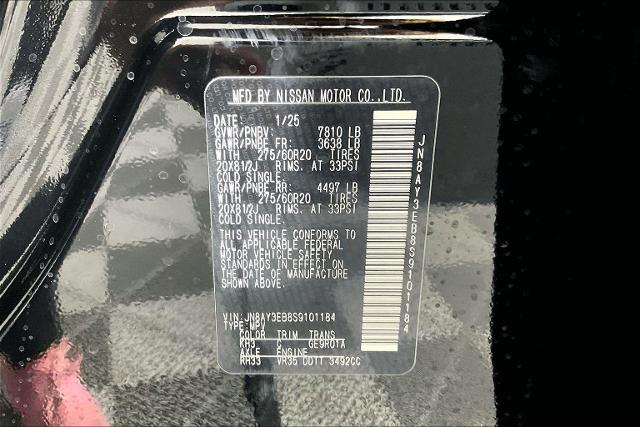 MFD BY NISSAN MOTOR CO.,LTD.
DATE: 1/25
GVWR/PNBV: 7810 LB
GAWR/PNBE FR: 3638 LB
WITH 275/60R20 TIRES
20X81/2J RIMS. AT 33PSI
COLD SINGLE.
GAWR/PNBE RR: 4497 LB
WITH 275/60R20 TIRES
20X81/2J RIMS. AT 33PSI
COLD SINGLE.
THIS VEHICLE CONFORMS TO
ALL APPLICABLE FEDERAL
MOTOR VEHICLE SAFETY
STANDARDS IN EFFECT ON
THE DATE OF MANUFACTURE
SHOWN ABOVE.
VIN:JN8AY3EB8S9101184
TYPE:MPV
COLOR TRIM TRANS
KH3 C GE9R01A
AXLE ENGINE
RH33 VR35 DDTT 3492CC
JN8AY3EB8S9101184